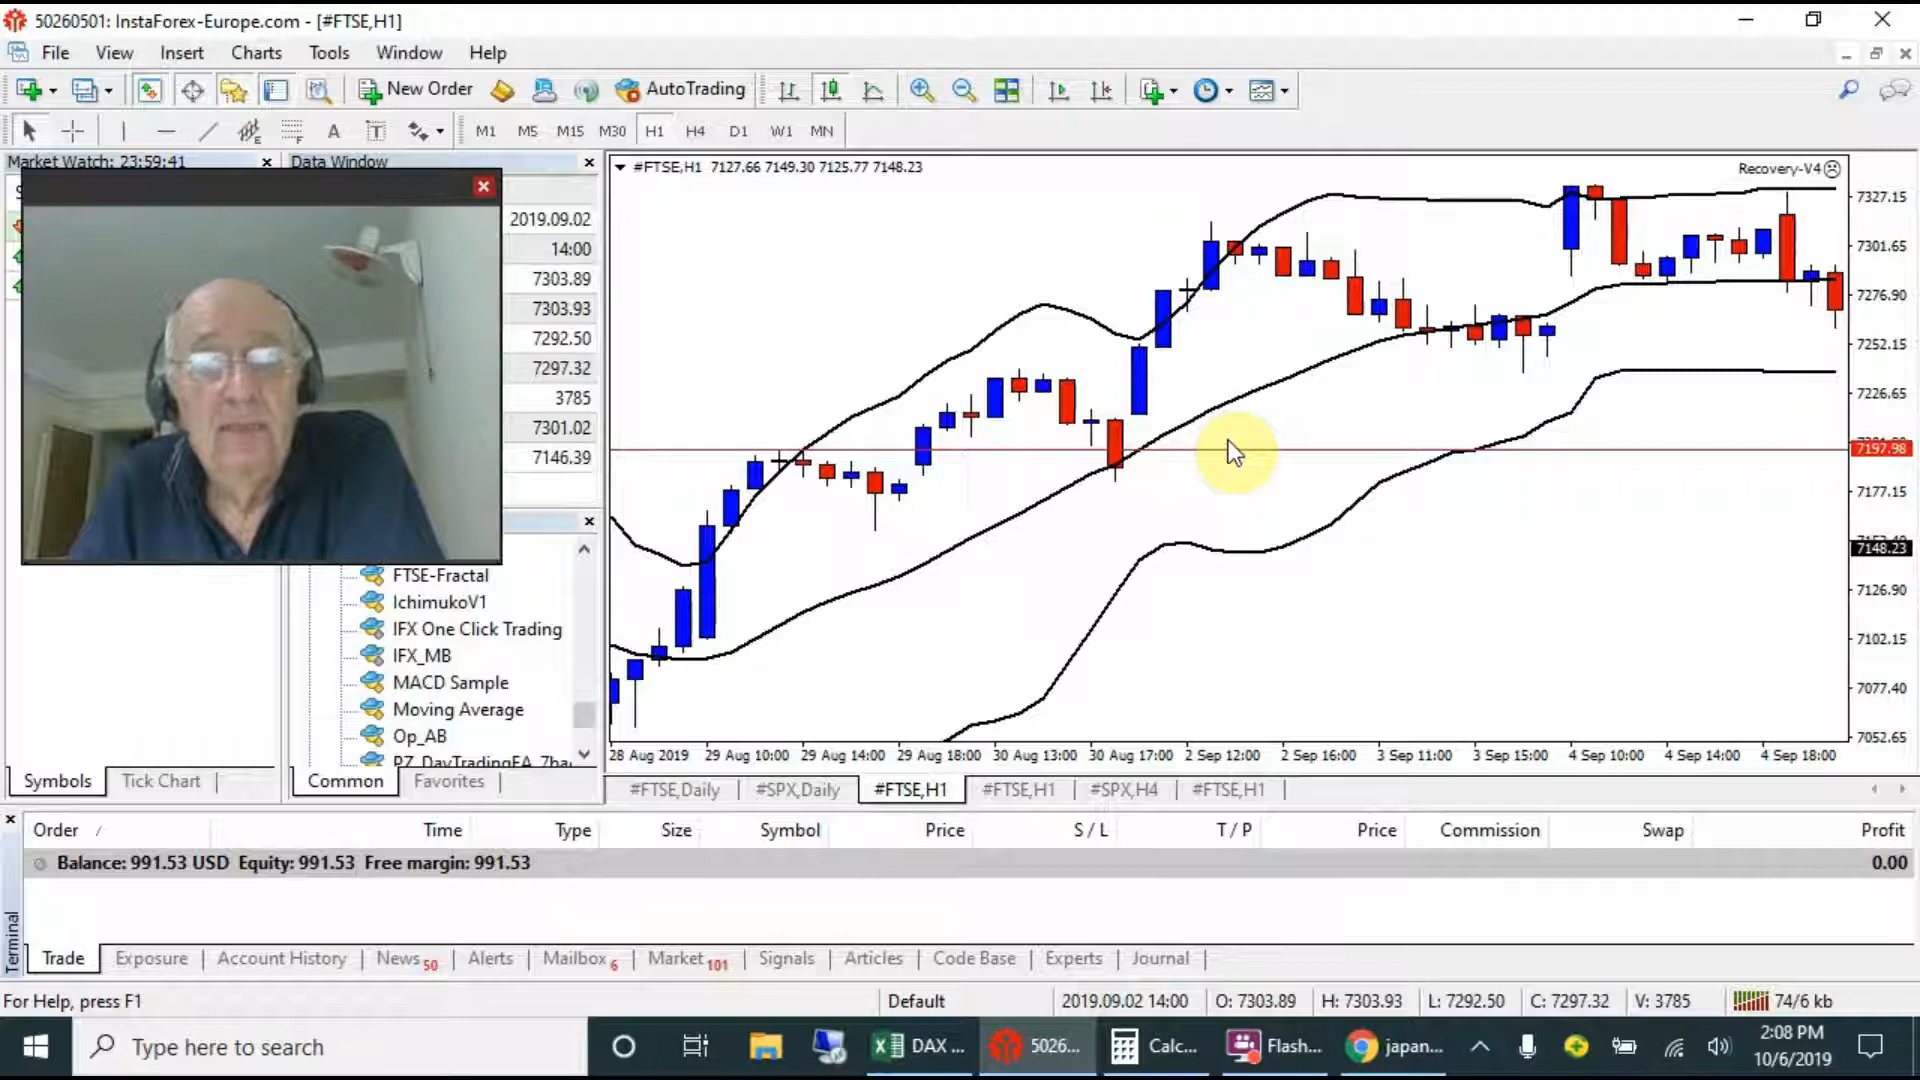 50260501: InstaForex-Europe.com - [#FTSE,H1]
File View Insert Charts Tools Window Help
New Order AutoTrading
A T M1 M5 M15 M30 H1 H4 D1 W1 MN
Market Watch: 23:59:41
Data Window
2019.09.02
14:00
7303.89
7303.93
7292.50
7297.32
3785
7301.02
7146.39
FTSE-Fractal
IchimukoV1
IFX One Click Trading
IFX_MB
MACD Sample
Moving Average
Op_AB
Symbols Tick Chart
Common Favorites
#FTSE,H1 7127.66 7149.30 7125.77 7148.23
Recovery-V4
7327.15
7301.65
7276.90
7252.15
7226.65
7197.98
7177.15
7148.23
7126.90
7102.15
7077.40
7052.65
28 Aug 2019 29 Aug 10:00 29 Aug 14:00 29 Aug 18:00 30 Aug 13:00 30 Aug 17:00 2 Sep 12:00 2 Sep 16:00 3 Sep 11:00 3 Sep 15:00 4 Sep 10:00 4 Sep 14:00 4 Sep 18:00
#FTSE,Daily #SPX,Daily #FTSE,H1 #FTSE,H1 #SPX,H4 #FTSE,H1
Order / Time Type Size Symbol Price S / L T / P Price Commission Swap Profit
Balance: 991.53 USD Equity: 991.53 Free margin: 991.53 0.00
Terminal
Trade Exposure Account History News 50 Alerts Mailbox 6 Market 101 Signals Articles Code Base Experts Journal
For Help, press F1 Default 2019.09.02 14:00 O: 7303.89 H: 7303.93 L: 7292.50 C: 7297.32 V: 3785 74/6 kb
Type here to search DAX ... 5026... Calc... Flash... japan...
2:08 PM
10/6/2019